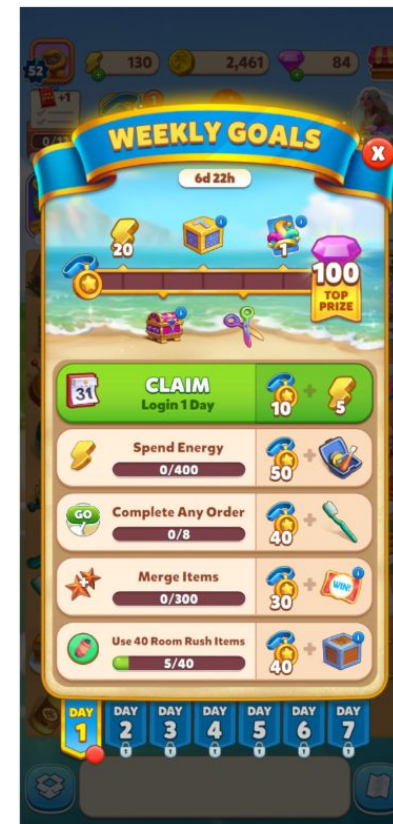 52
130
2,461
84
+1
WEEKLY GOALS
X
6d 22h
20
1
100
TOP
PRIZE
31
CLAIM
Login 1 Day
10 + 5
Spend Energy
0/400
50 +
GO
Complete Any Order
0/8
40 +
Merge Items
0/300
30 + WIN!
Use 40 Room Rush Items
5/40
40 +
DAY DAY DAY DAY DAY DAY DAY
1 2 3 4 5 6 7